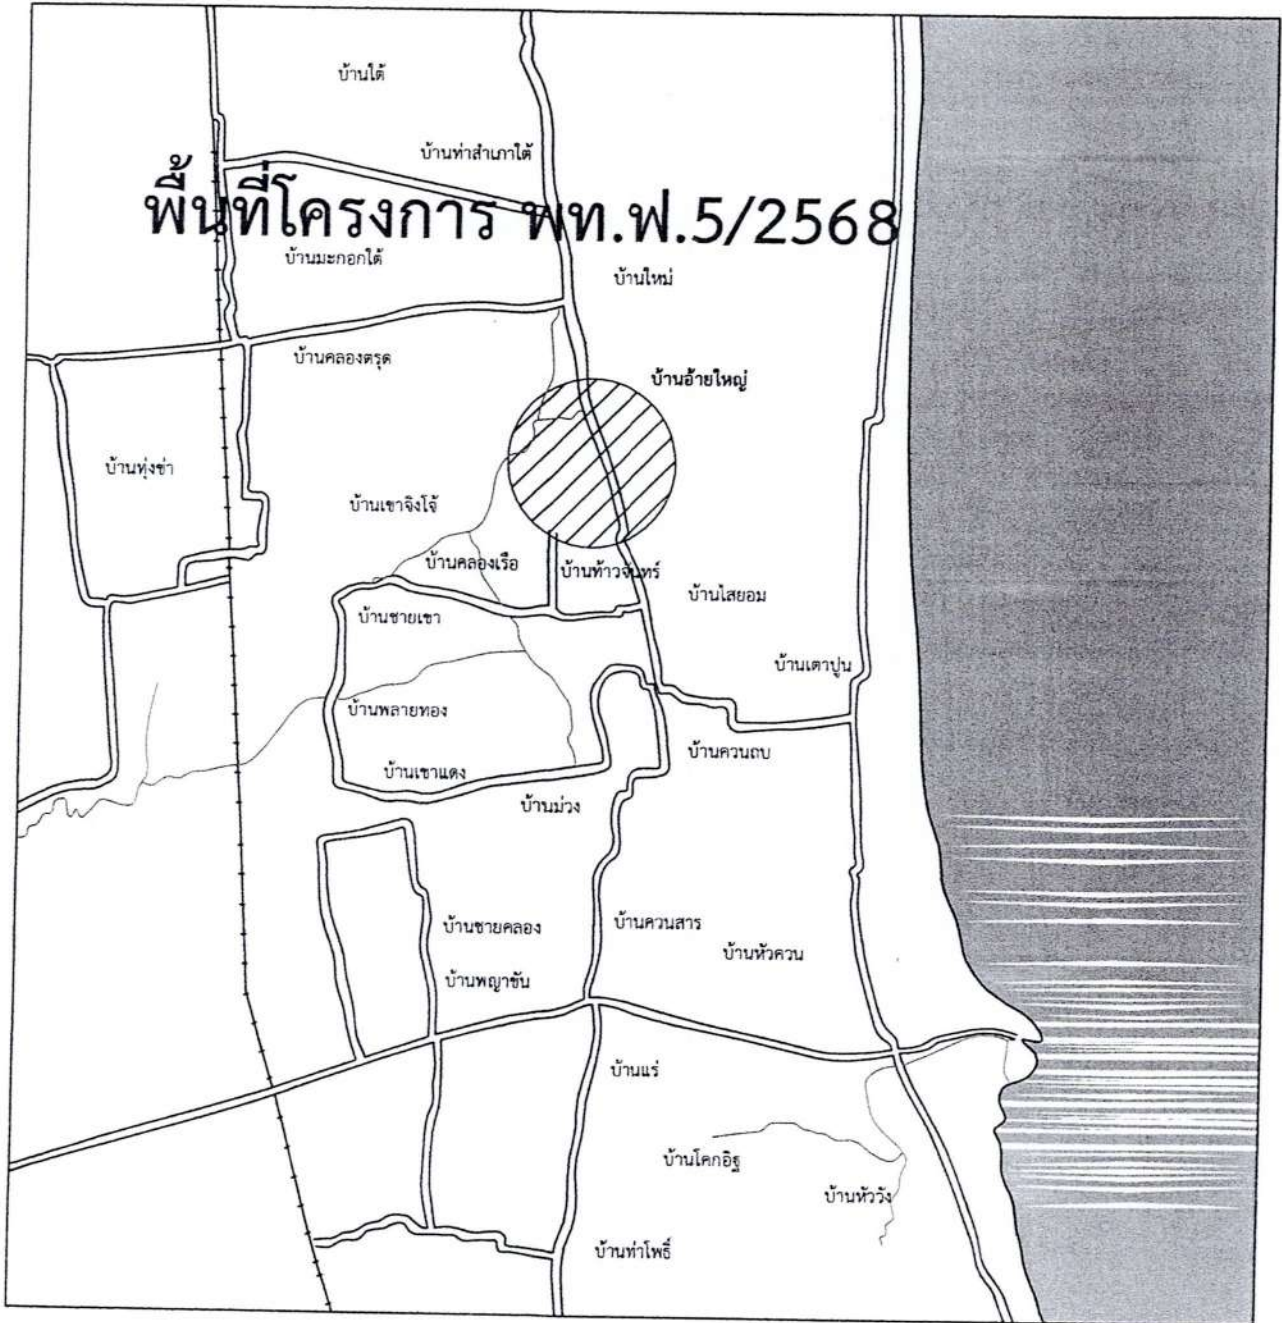 บ้านใต้
บ้านท่าสำเภาใต้
พื้นที่โครงการ พท.ฟ.5/2568
บ้านมะกอกใต้
บ้านใหม่
บ้านคลองตรุด
บ้านอ้ายใหญ่
บ้านทุ่งข่า
บ้านเขาจิงโจ้
บ้านคลองเรือ
บ้านท้าวจันทร์
บ้านไสยอม
บ้านชายเขา
บ้านเตาปูน
บ้านพลายทอง
บ้านควนถบ
บ้านเขาแดง
บ้านม่วง
บ้านชายคลอง
บ้านควนสาร
บ้านหัวควน
บ้านพญาขัน
บ้านแร่
บ้านโคกอิฐ
บ้านหัววัง
บ้านท่าโพธิ์